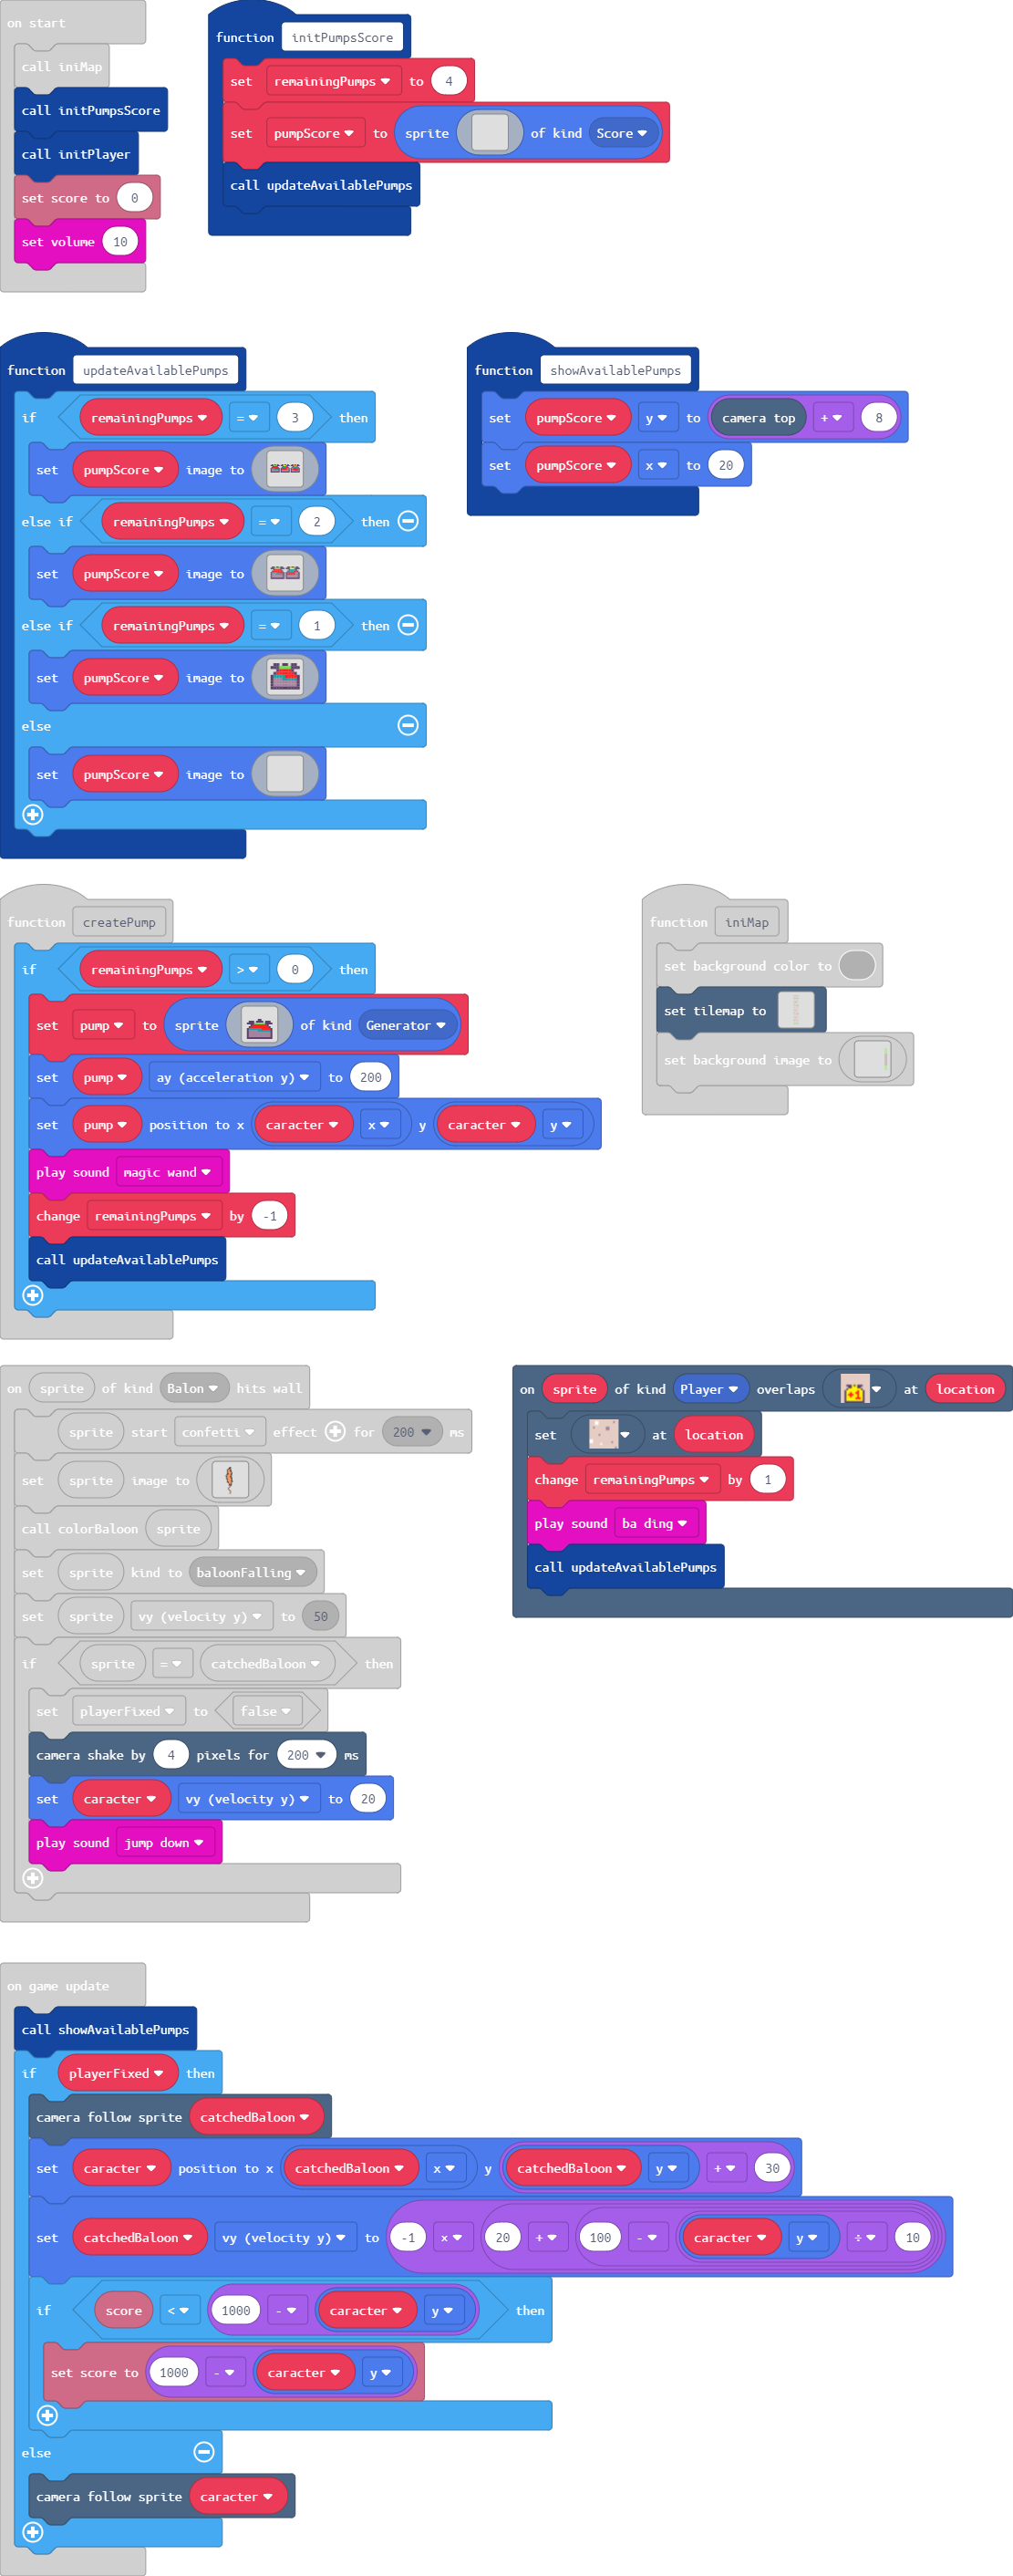 on start
call iniMap
call initPumpsScore
call initPlayer
set score to 0
set volume 10
function initPumpsScore
set remainingPumps to 4
set pumpScore to sprite of kind Score
call updateAvailablePumps
function updateAvailablePumps
if remainingPumps = 3 then
set pumpScore image to
else if remainingPumps = 2 then
set pumpScore image to
else if remainingPumps = 1 then
set pumpScore image to
else
set pumpScore image to
function showAvailablePumps
set pumpScore y to camera top + 8
set pumpScore x to 20
function createPump
if remainingPumps > 0 then
set pump to sprite of kind Generator
set pump ay (acceleration y) to 200
set pump position to x caracter x y caracter y
play sound magic wand
change remainingPumps by -1
call updateAvailablePumps
function iniMap
set background color to
set tilemap to
set background image to
on sprite of kind Balon hits wall
sprite start confetti effect for 200 ms
set sprite image to
call colorBaloon sprite
set sprite kind to baloonFalling
set sprite vy (velocity y) to 50
if sprite = catchedBaloon then
set playerFixed to false
camera shake by 4 pixels for 200 ms
set caracter vy (velocity y) to 20
play sound jump down
on sprite of kind Player overlaps +1 at location
set at location
change remainingPumps by 1
play sound ba ding
call updateAvailablePumps
on game update
call showAvailablePumps
if playerFixed then
camera follow sprite catchedBaloon
set caracter position to x catchedBaloon x y catchedBaloon y + 30
set catchedBaloon vy (velocity y) to -1 x 20 + 100 - caracter y ÷ 10
if score < 1000 - caracter y then
set score to 1000 - caracter y
else
camera follow sprite caracter